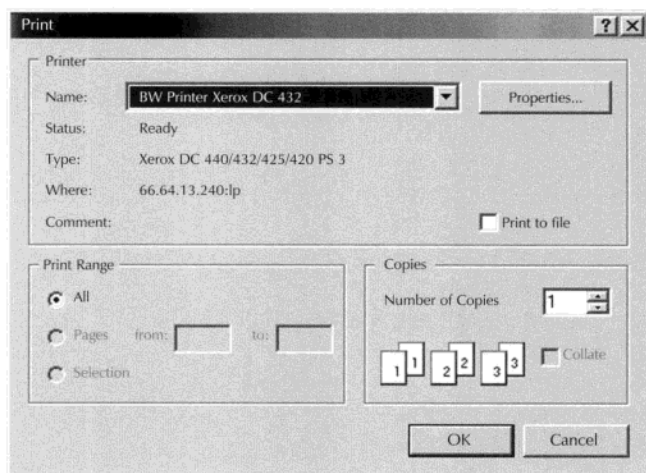 Print
Printer
Name: BW Printer Xerox DC 432 Properties...
Status: Ready
Type: Xerox DC 440/432/425/420 PS 3
Where: 66.64.13.240:lp
Comment: Print to file
Print Range
All
Pages from: to:
Selection
Copies
Number of Copies 1
1 1 2 2 3 3 Collate
OK Cancel